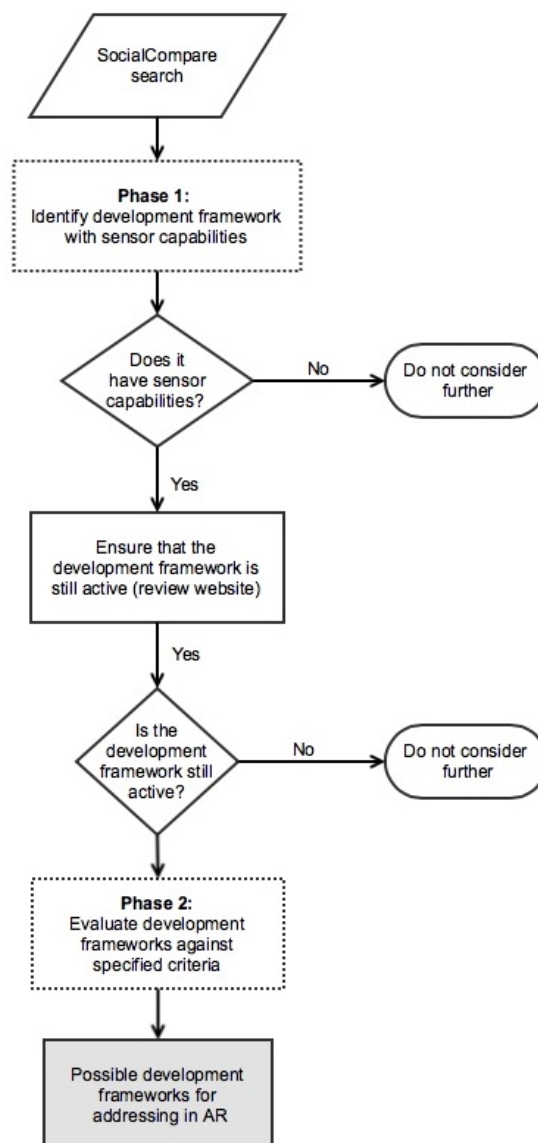 SocialCompare
search
Phase 1:
Identify development framework
with sensor capabilities
Does it
have sensor
capabilities?
No
Do not consider
further
Yes
Ensure that the
development framework is
still active (review website)
Yes
Is the
development
framework still
active?
No
Do not consider
further
Phase 2:
Evaluate development
frameworks against
specified criteria
Possible development
frameworks for
addressing in AR